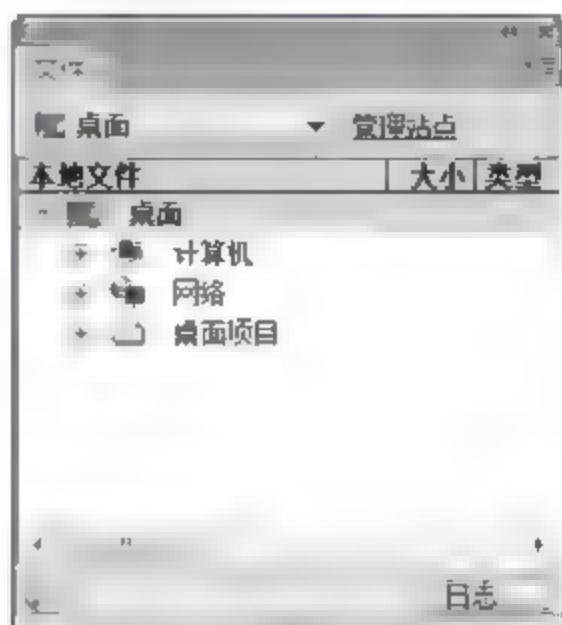 文件
桌面 管理站点
本地文件 大小 类型
桌面
计算机
网络
桌面项目
日志